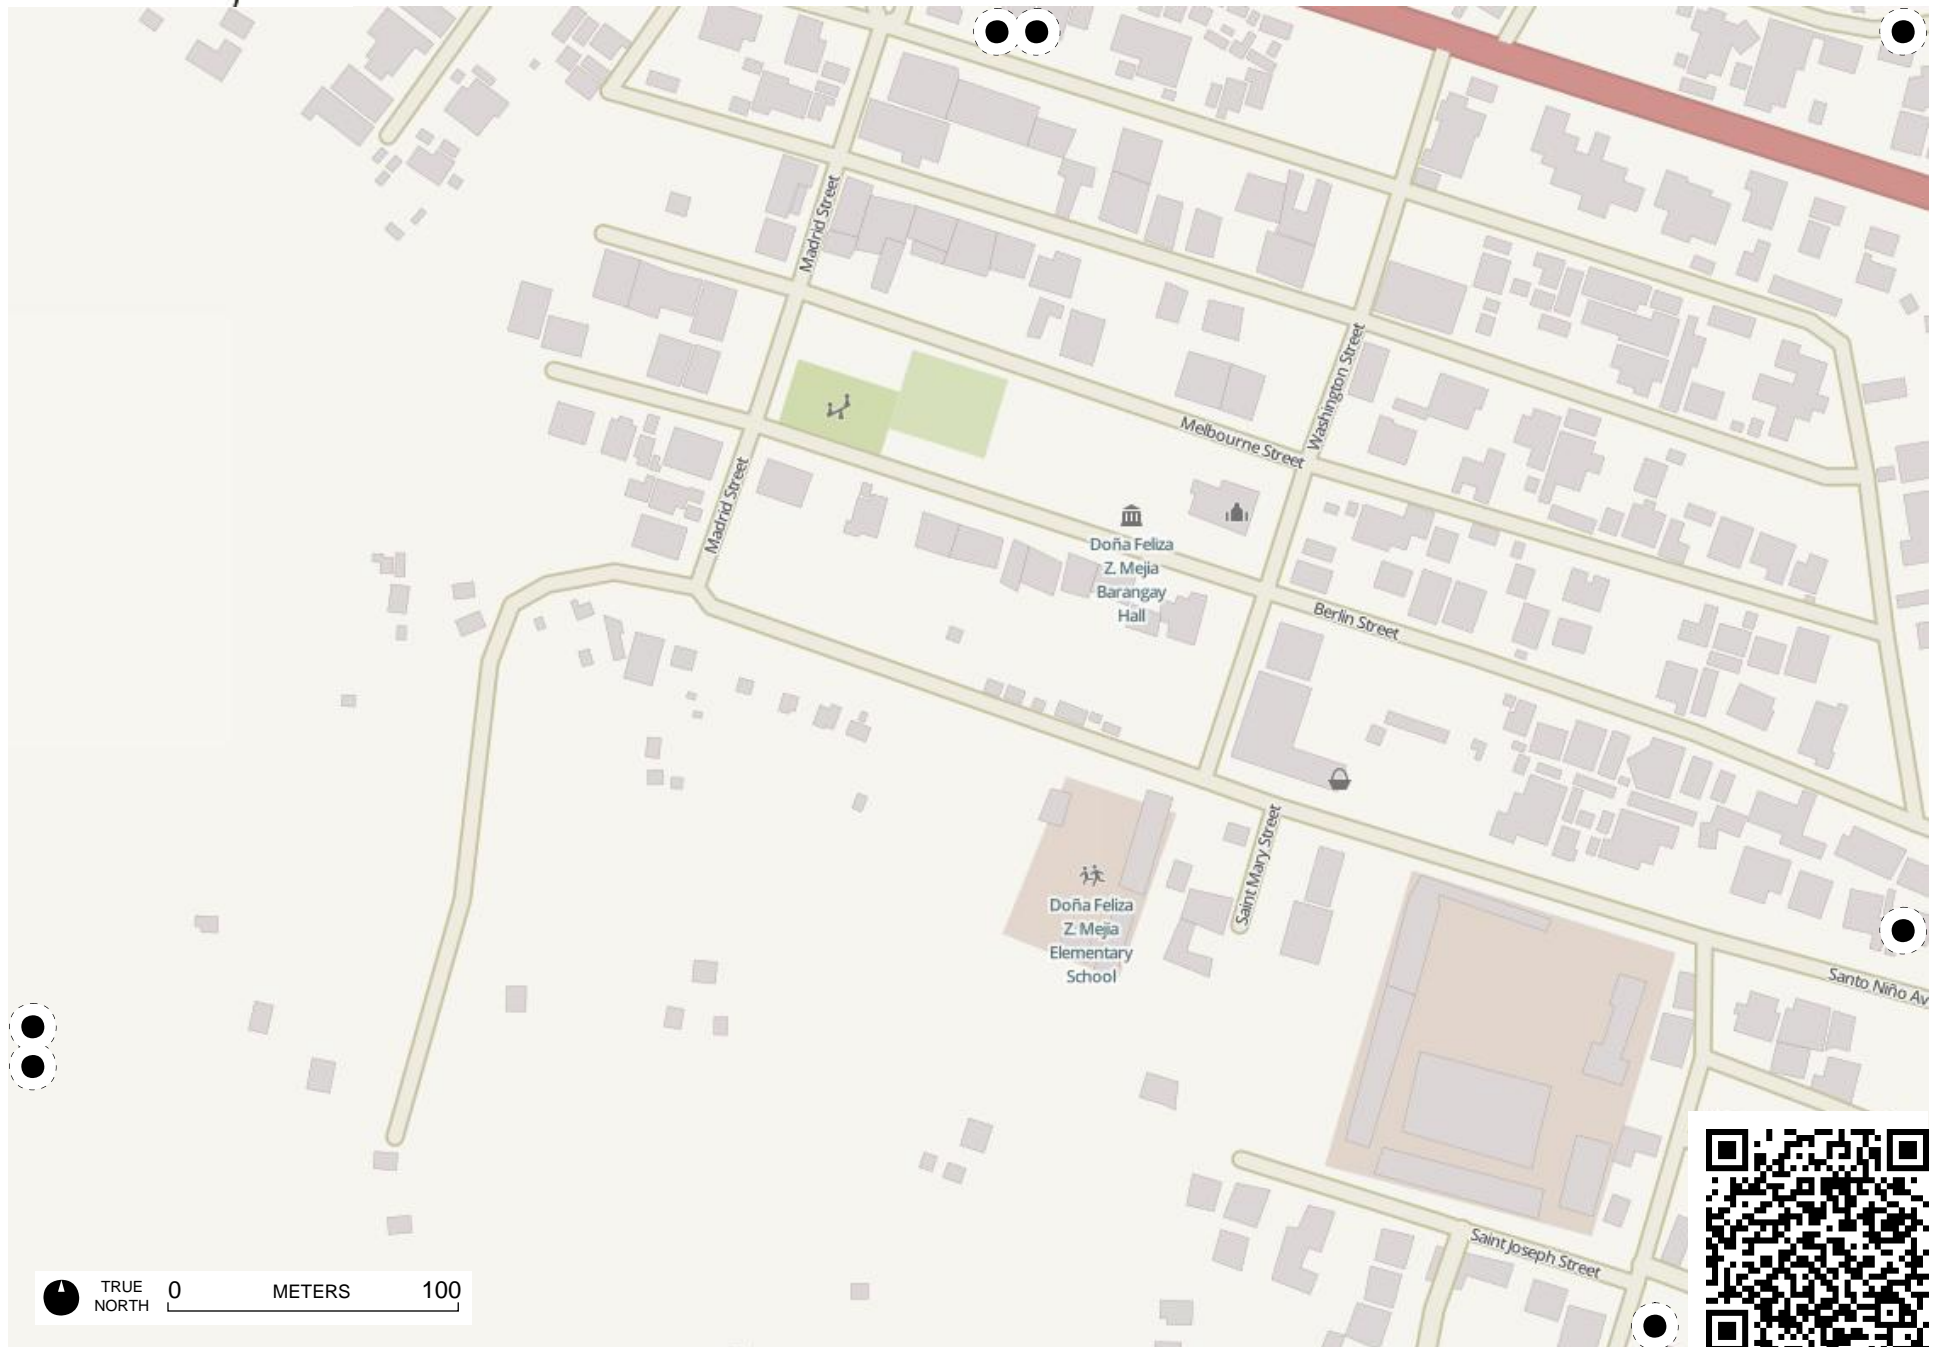 Madrid Street
Washington Street
Melbourne Street
Madrid Street
Doña Feliza
Z. Mejia
Barangay
Hall
Berlin Street
Saint Mary Street
Doña Feliza
Z. Mejia
Elementary
School
Santo Niño Av
Saint Joseph Street
TRUE
NORTH
0 METERS 100